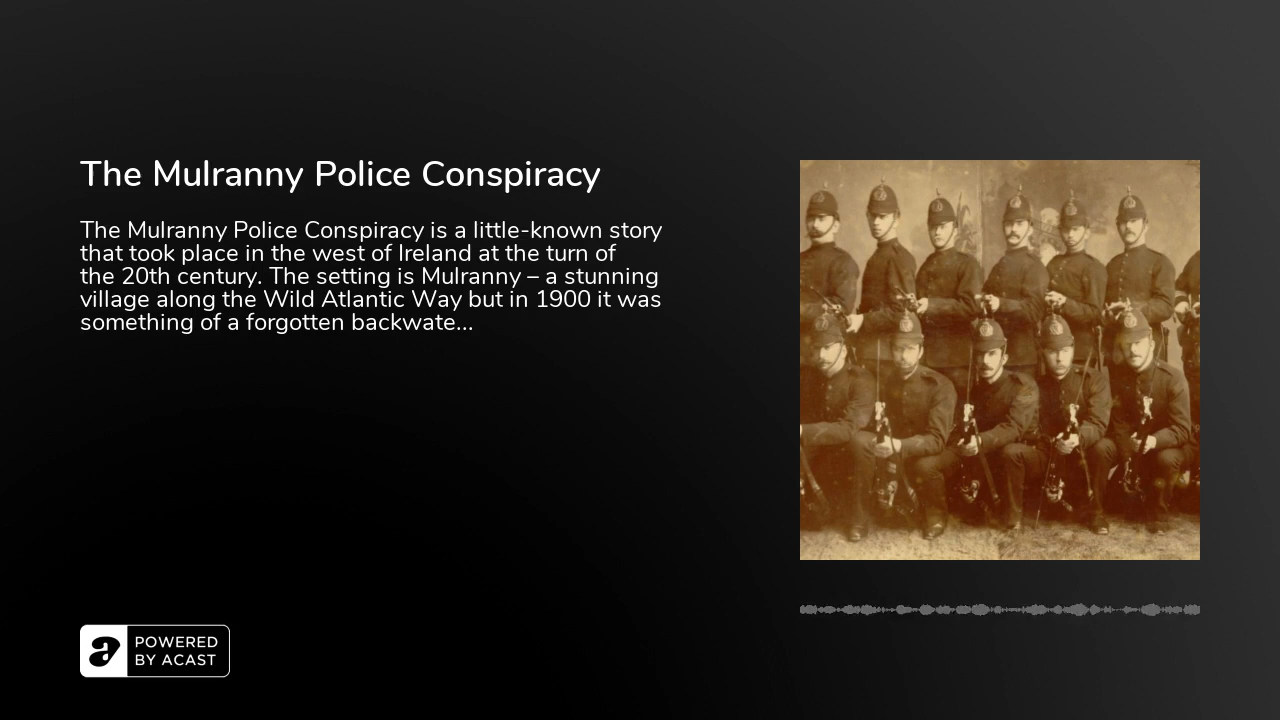 The Mulranny Police Conspiracy
The Mulranny Police Conspiracy is a little-known story
that took place in the west of Ireland at the turn of
the 20th century. The setting is Mulranny – a stunning
village along the Wild Atlantic Way but in 1900 it was
something of a forgotten backwate...
POWERED
BY ACAST